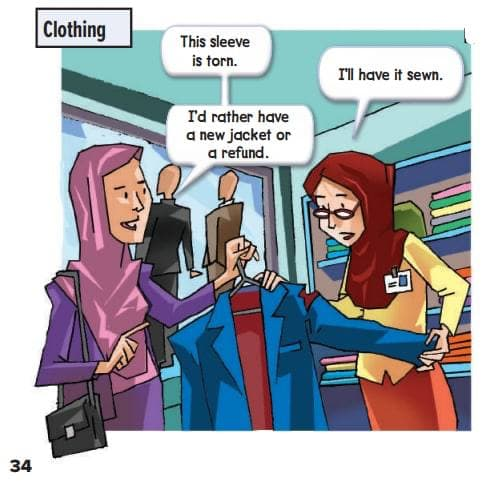 Clothing
This sleeve
is torn.
I'll have it sewn.
I'd rather have
a new jacket or
a refund.
34